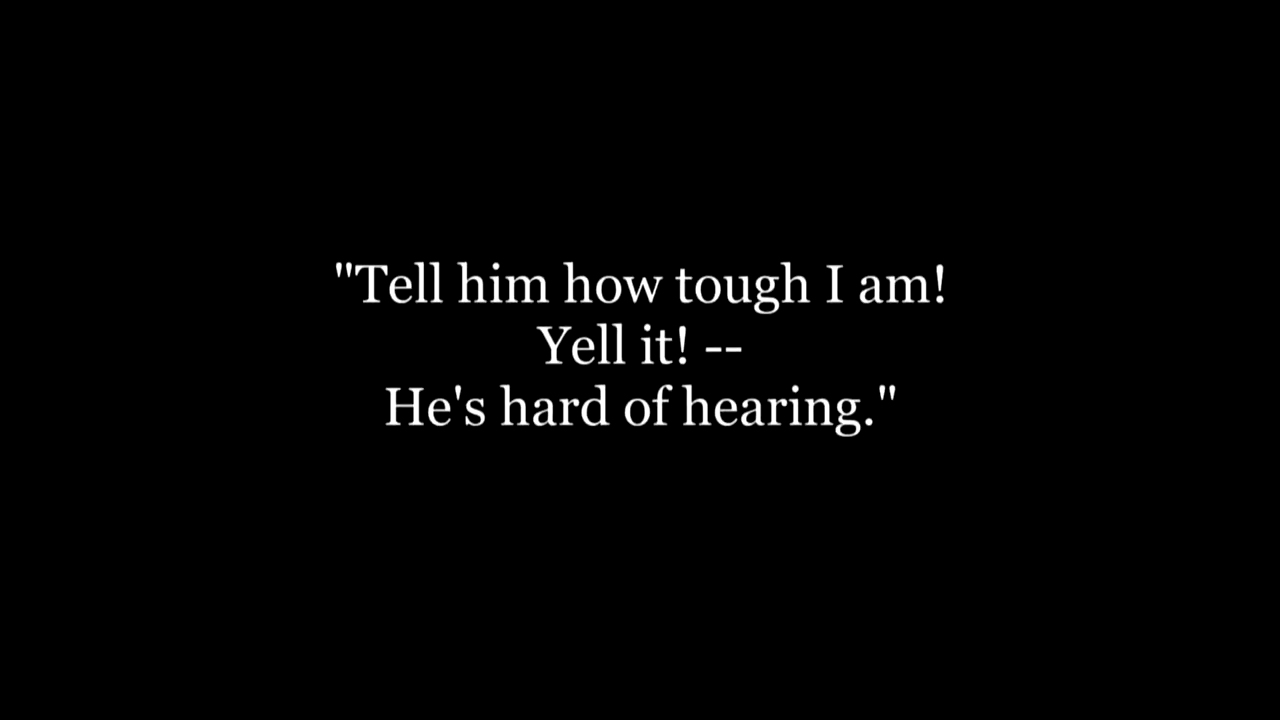 "Tell him how tough I am!
Yell it! --
He's hard of hearing."